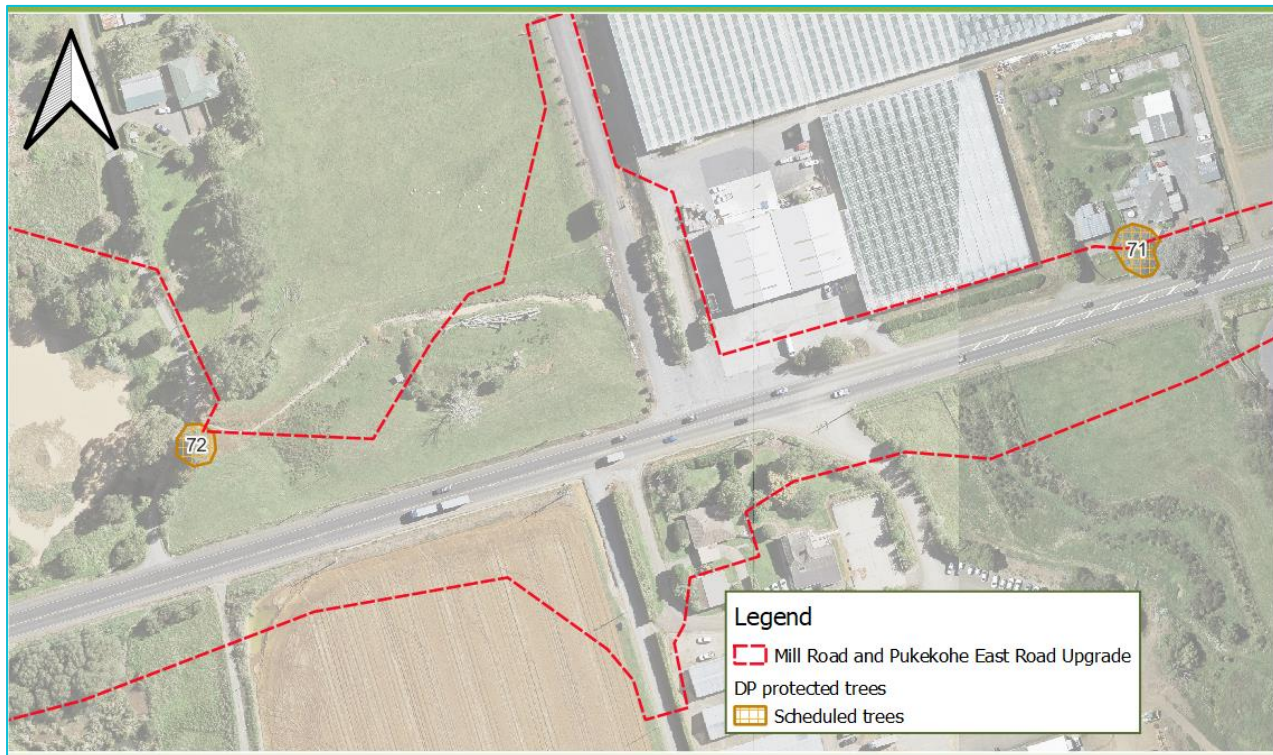 71
72
Legend
Mill Road and Pukekohe East Road Upgrade
DP protected trees
Scheduled trees